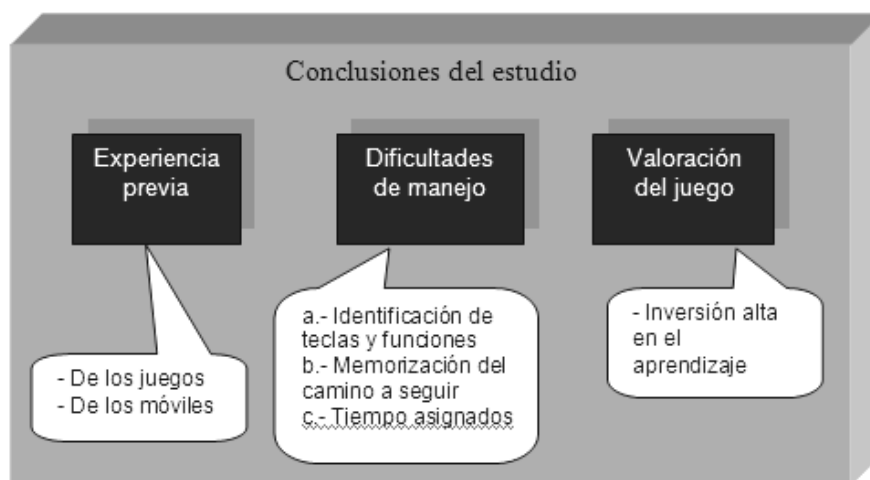 Conclusiones del estudio
Experiencia
previa
Dificultades
de manejo
Valoración
del juego
- De los juegos
- De los móviles
a.- Identificación de
teclas y funciones
b.- Memorización del
camino a seguir
c.- Tiempo asignados
- Inversión alta
en el
aprendizaje